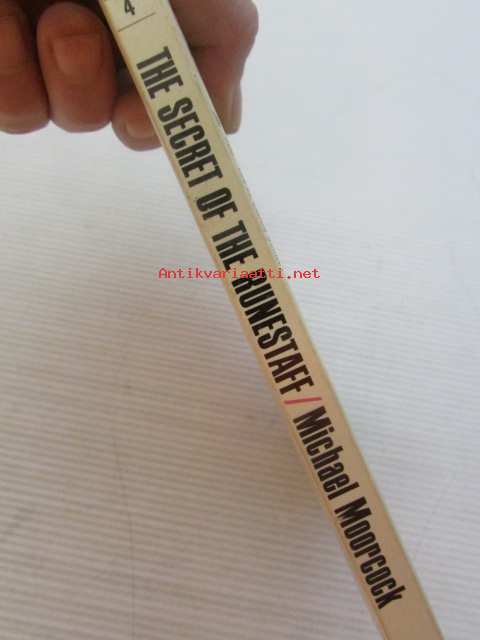 4
THE SECRET OF THE RUNESTAFF / Michael Moorcock
Antikvariaatti.net